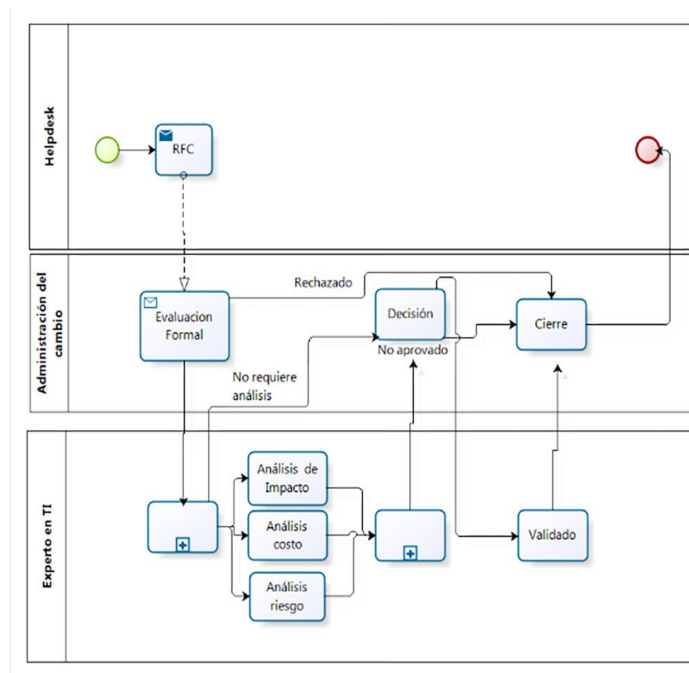 Helpdesk
RFC
Administración del
cambio
Evaluacion
Formal
Rechazado
No requiere
análisis
Decisión
No aprovado
Cierre
Experto en TI
Análisis de
Impacto
Análisis
costo
Análisis
riesgo
Validado